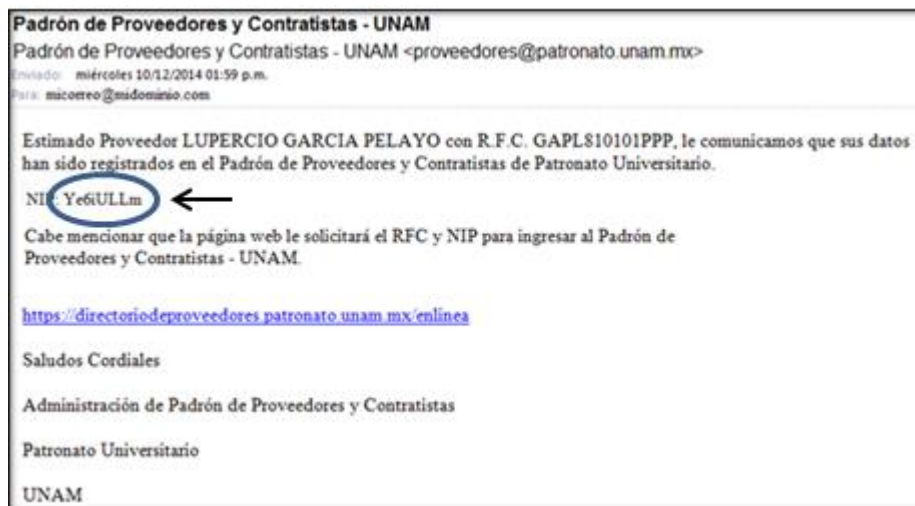 Padrón de Proveedores y Contratistas - UNAM
Padrón de Proveedores y Contratistas - UNAM <proveedores@patronato.unam.mx>
Enviado: miércoles 10/12/2014 01:59 p.m.
Para: micorreo@midominio.com
Estimado Proveedor LUPERCIO GARCIA PELAYO con R.F.C. GAPL810101PPP, le comunicamos que sus datos
han sido registrados en el Padrón de Proveedores y Contratistas de Patronato Universitario.
NIP: Ye6iULLm
Cabe mencionar que la página web le solicitará el RFC y NIP para ingresar al Padrón de
Proveedores y Contratistas - UNAM.
https://directoriodeproveedores.patronato.unam.mx/enlinea
Saludos Cordiales
Administración de Padrón de Proveedores y Contratistas
Patronato Universitario
UNAM